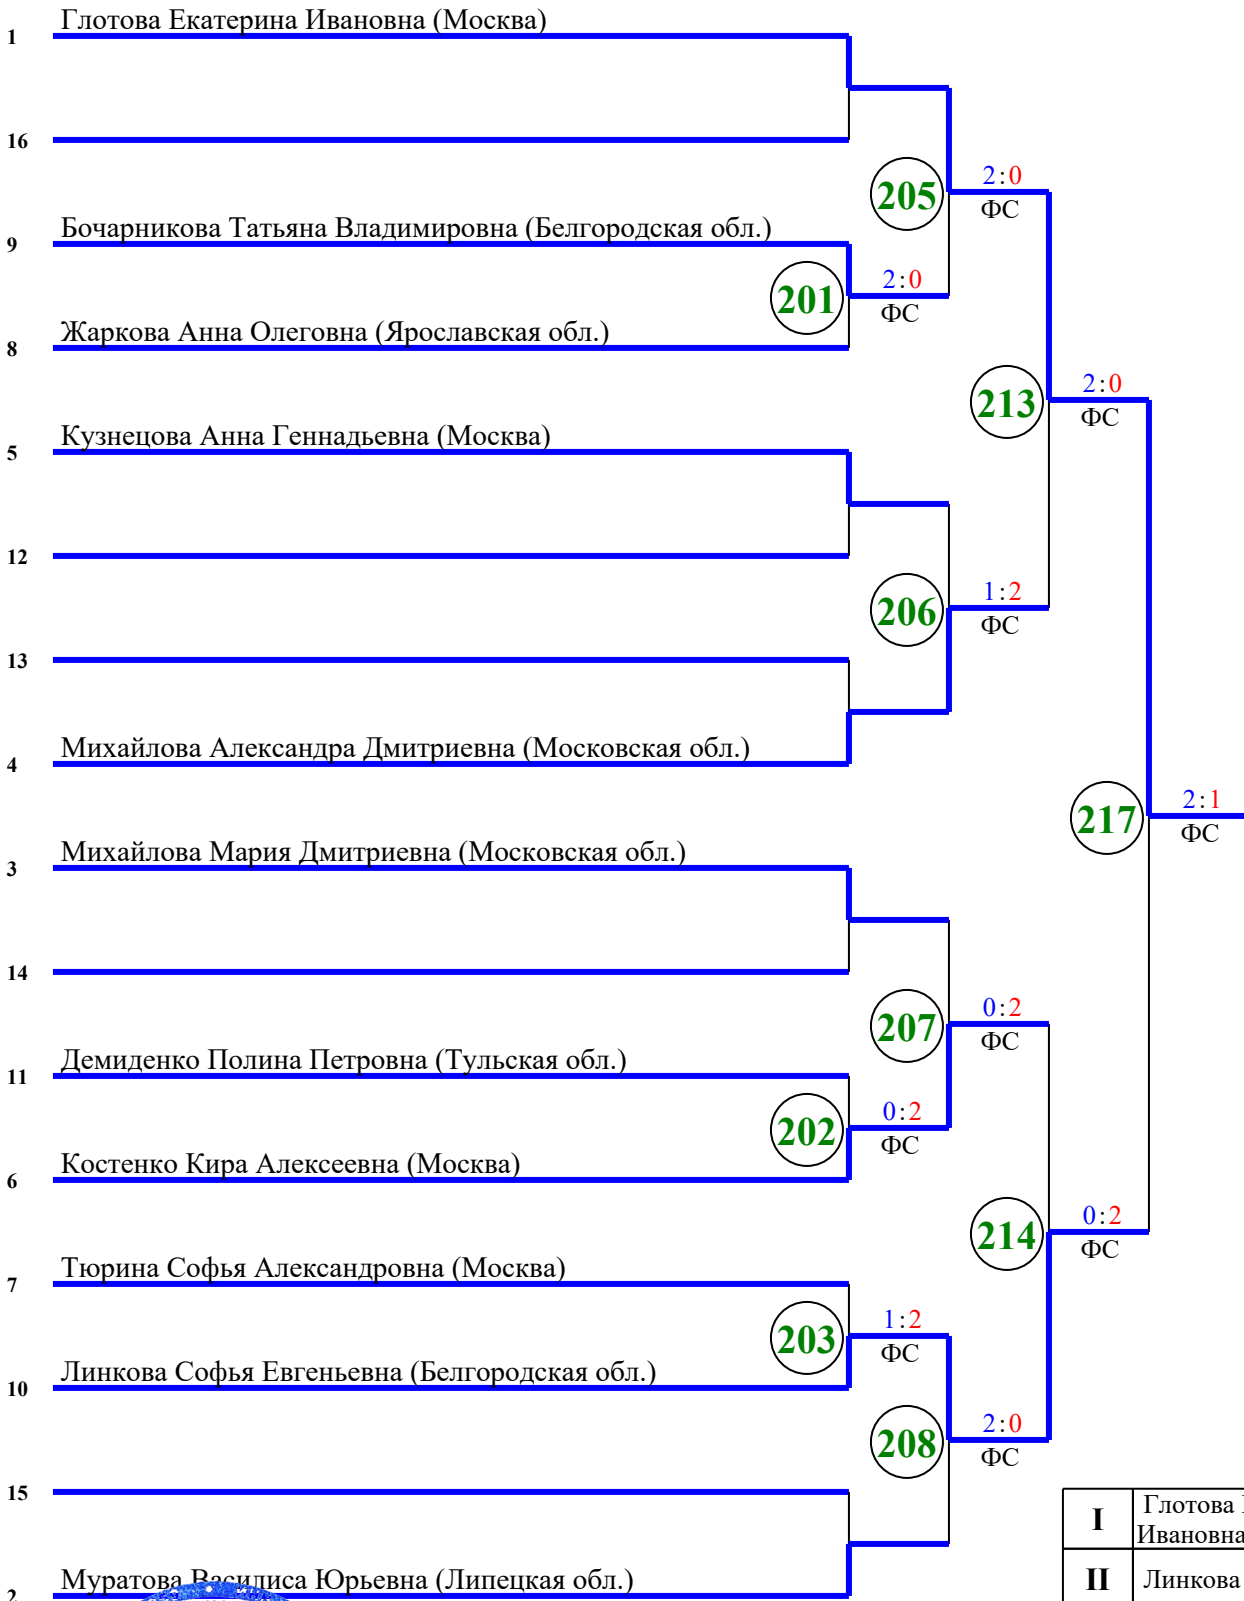 Глотова Екатерина Ивановна (Москва)
1
16
205
2:0
ФС
Бочарникова Татьяна Владимировна (Белгородская обл.)
9
201
2:0
ФС
Жаркова Анна Олеговна (Ярославская обл.)
8
213
2:0
ФС
Кузнецова Анна Геннадьевна (Москва)
5
12
206
1:2
ФС
13
Михайлова Александра Дмитриевна (Московская обл.)
4
217
2:1
ФС
Михайлова Мария Дмитриевна (Московская обл.)
3
14
207
0:2
ФС
Демиденко Полина Петровна (Тульская обл.)
11
202
0:2
ФС
Костенко Кира Алексеевна (Москва)
6
214
0:2
ФС
Тюрина Софья Александровна (Москва)
7
203
1:2
ФС
Линкова Софья Евгеньевна (Белгородская обл.)
10
208
2:0
ФС
15
I
Глотова
Ивановна
II
Линкова
Муратова Василиса Юрьевна (Липецкая обл.)
2